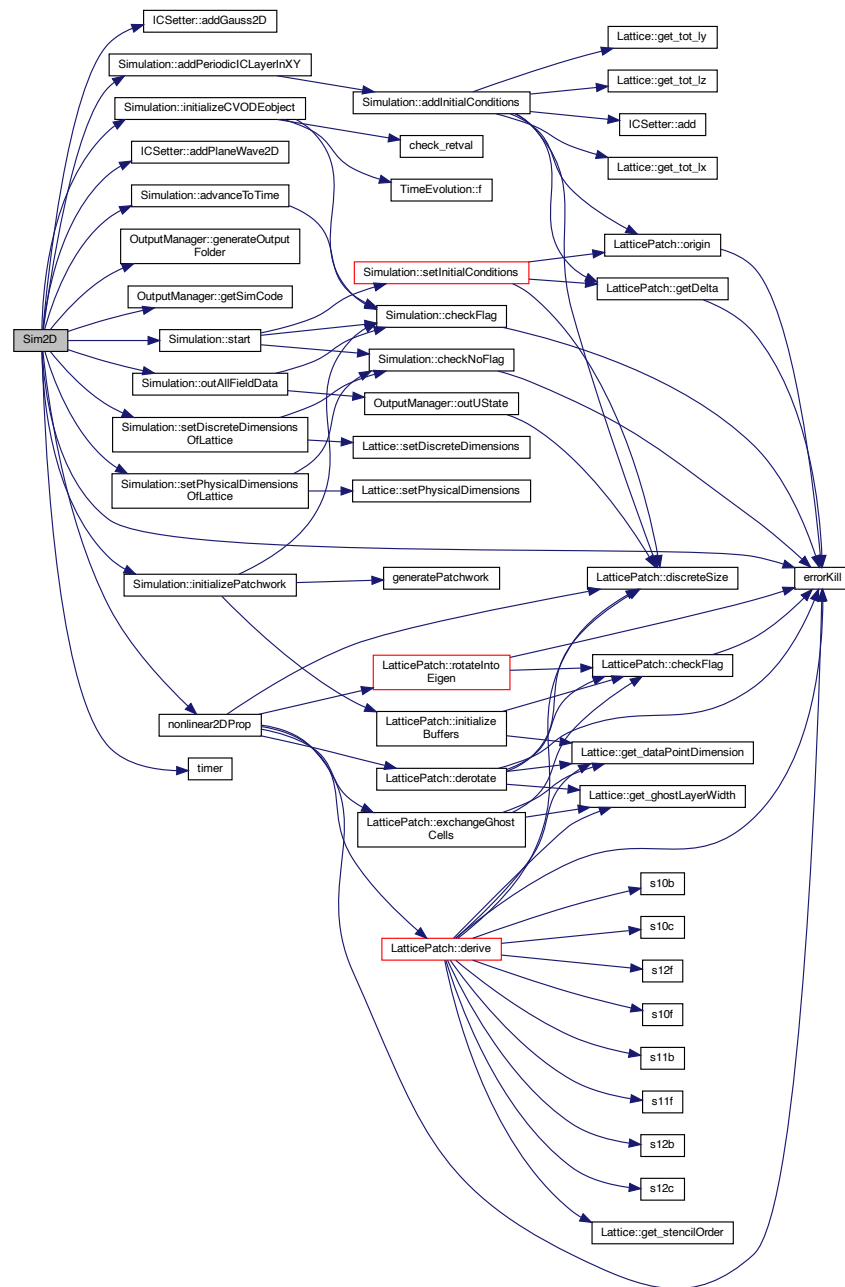 ICSetter::addGauss2D
Simulation::addPeriodicICLayerInXY
Simulation::initializeCVODEobject
ICSetter::addPlaneWave2D
Simulation::advanceToTime
OutputManager::generateOutput
Folder
OutputManager::getSimCode
Sim2D
Simulation::start
Simulation::outAllFieldData
Simulation::setDiscreteDimensions
OfLattice
Simulation::setPhysicalDimensions
OfLattice
Simulation::initializePatchwork
nonlinear2DProp
timer
Simulation::addInitialConditions
check_retval
TimeEvolution::f
Simulation::setInitialConditions
Simulation::checkFlag
Simulation::checkNoFlag
OutputManager::outUState
Lattice::setDiscreteDimensions
Lattice::setPhysicalDimensions
generatePatchwork
LatticePatch::rotateInto
Eigen
LatticePatch::initialize
Buffers
LatticePatch::derotate
LatticePatch::exchangeGhost
Cells
LatticePatch::derive
Lattice::get_tot_ly
Lattice::get_tot_lz
ICSetter::add
Lattice::get_tot_lx
LatticePatch::origin
LatticePatch::getDelta
LatticePatch::discreteSize
errorKill
LatticePatch::checkFlag
Lattice::get_dataPointDimension
Lattice::get_ghostLayerWidth
s10b
s10c
s12f
s10f
s11b
s11f
s12b
s12c
Lattice::get_stencilOrder